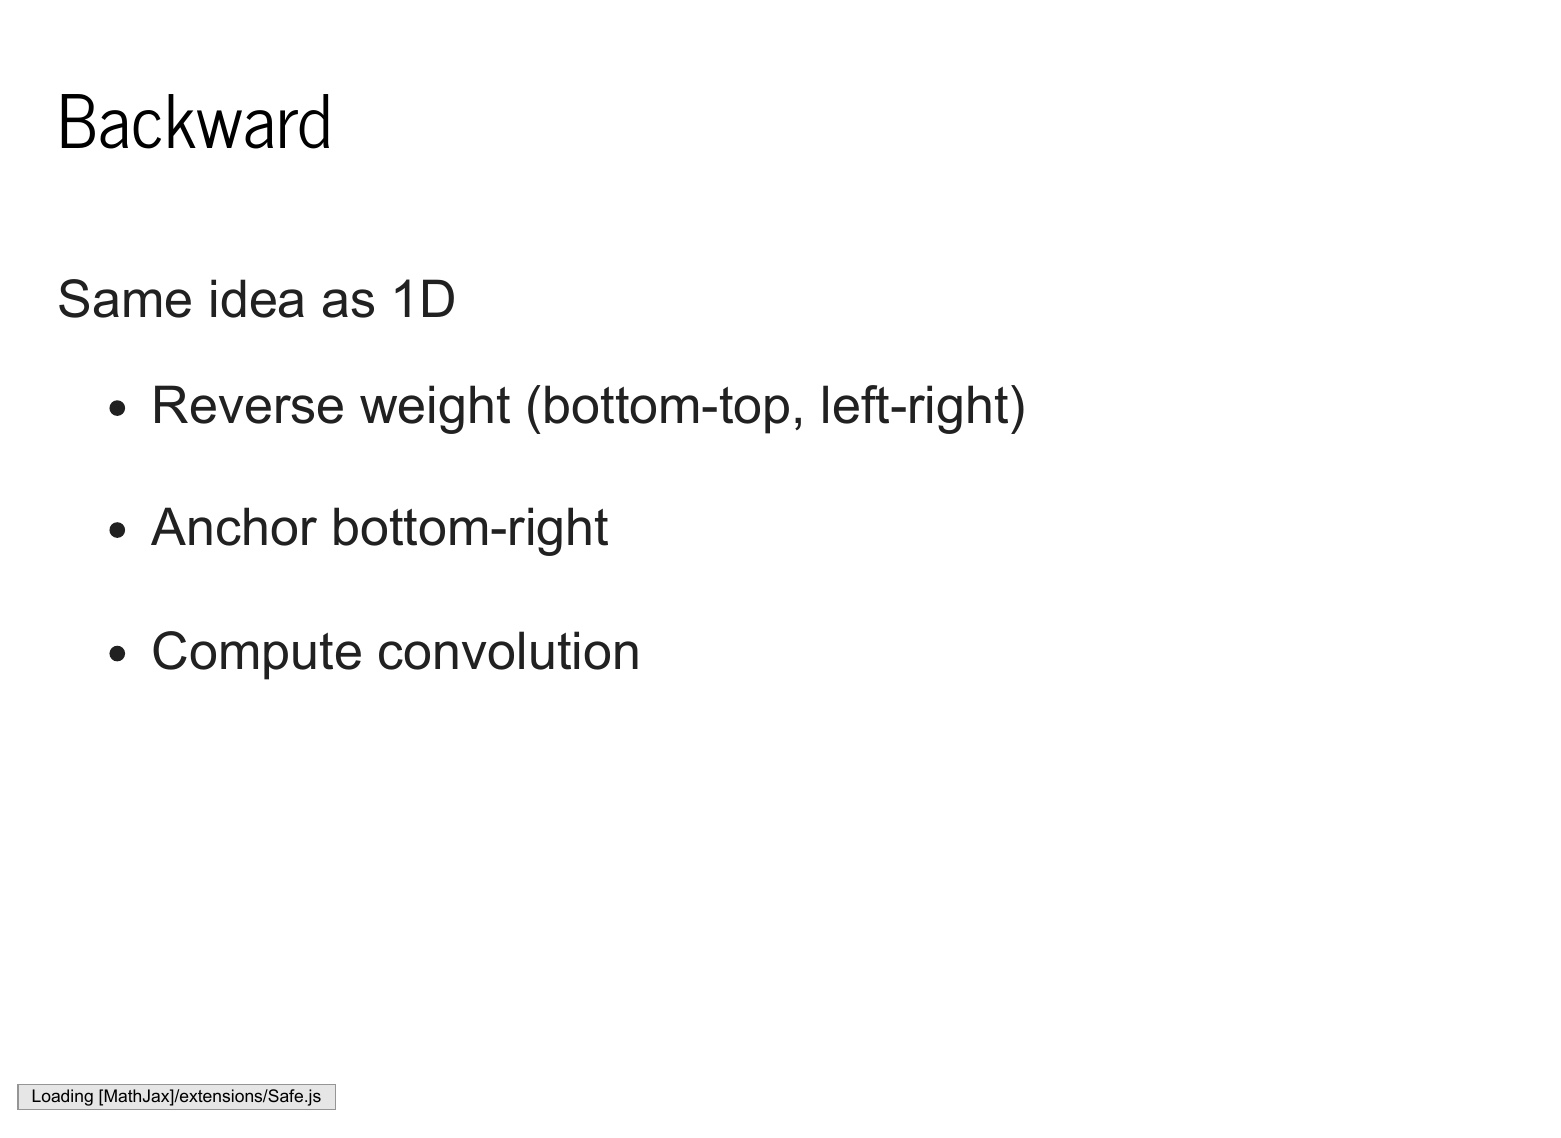 Backward
Same idea as 1D
• Reverse weight (bottom-top, left-right)
• Anchor bottom-right
• Compute convolution
Loading [MathJax]/extensions/Safe.js